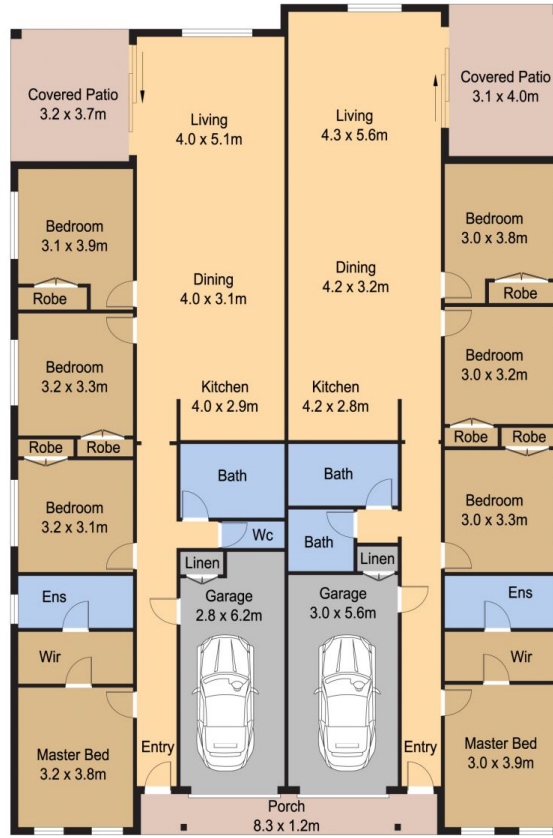 Covered Patio
3.2 x 3.7m
Living
4.0 x 5.1m
Living
4.3 x 5.6m
Covered Patio
3.1 x 4.0m
Bedroom
3.1 x 3.9m
Robe
Dining
4.0 x 3.1m
Dining
4.2 x 3.2m
Bedroom
3.0 x 3.8m
Robe
Bedroom
3.2 x 3.3m
Robe
Robe
Kitchen
4.0 x 2.9m
Kitchen
4.2 x 2.8m
Bedroom
3.0 x 3.2m
Robe
Robe
Bedroom
3.2 x 3.1m
Bath
Wc
Linen
Bath
Bath
Linen
Bedroom
3.0 x 3.3m
Ens
Garage
2.8 x 6.2m
Garage
3.0 x 5.6m
Ens
Wir
Wir
Master Bed
3.2 x 3.8m
Entry
Entry
Master Bed
3.0 x 3.9m
Porch
8.3 x 1.2m